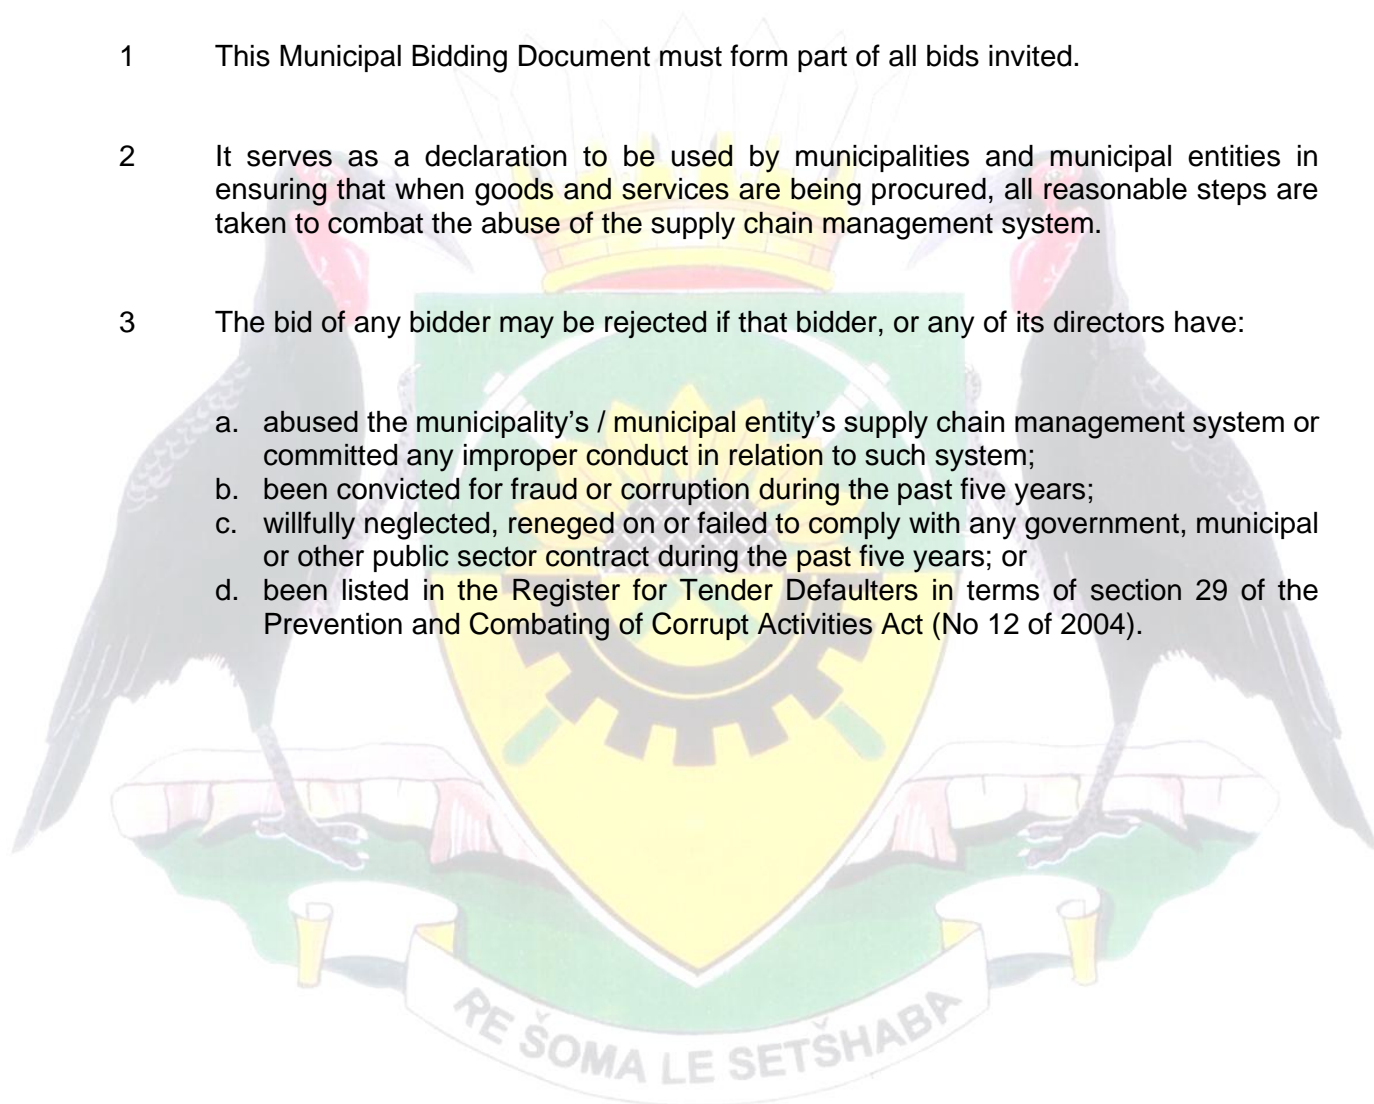 1 This Municipal Bidding Document must form part of all bids invited.
2 It serves as a declaration to be used by municipalities and municipal entities in
ensuring that when goods and services are being procured, all reasonable steps are
taken to combat the abuse of the supply chain management system.
3 The bid of any bidder may be rejected if that bidder, or any of its directors have:
a. abused the municipality’s / municipal entity’s supply chain management system or
committed any improper conduct in relation to such system;
b. been convicted for fraud or corruption during the past five years;
c. willfully neglected, reneged on or failed to comply with any government, municipal
or other public sector contract during the past five years; or
d. been listed in the Register for Tender Defaulters in terms of section 29 of the
Prevention and Combating of Corrupt Activities Act (No 12 of 2004).
RE ŠOMA LE SETŠHABA